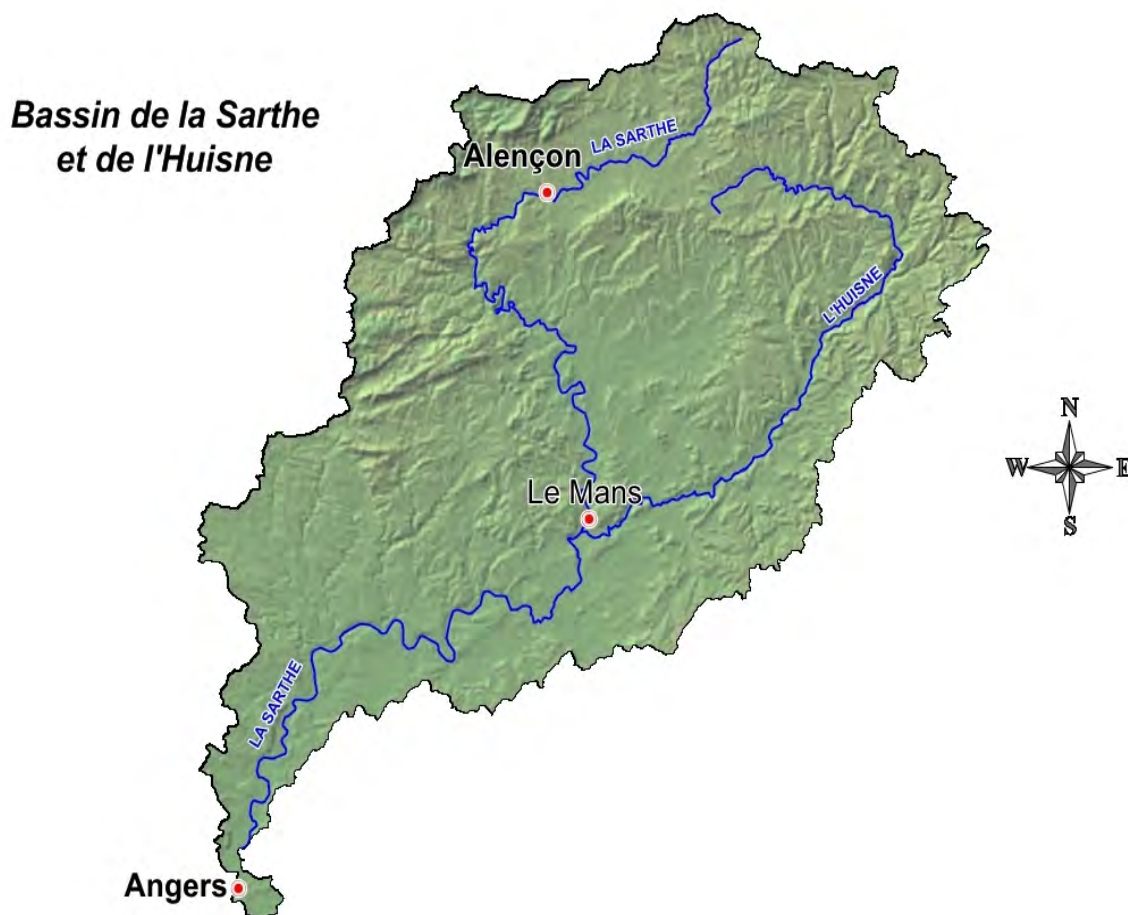 Bassin de la Sarthe
et de l'Huisne
LA SARTHE
Alençon
L'HUISNE
N
W
E
S
Le Mans
LA SARTHE
Angers